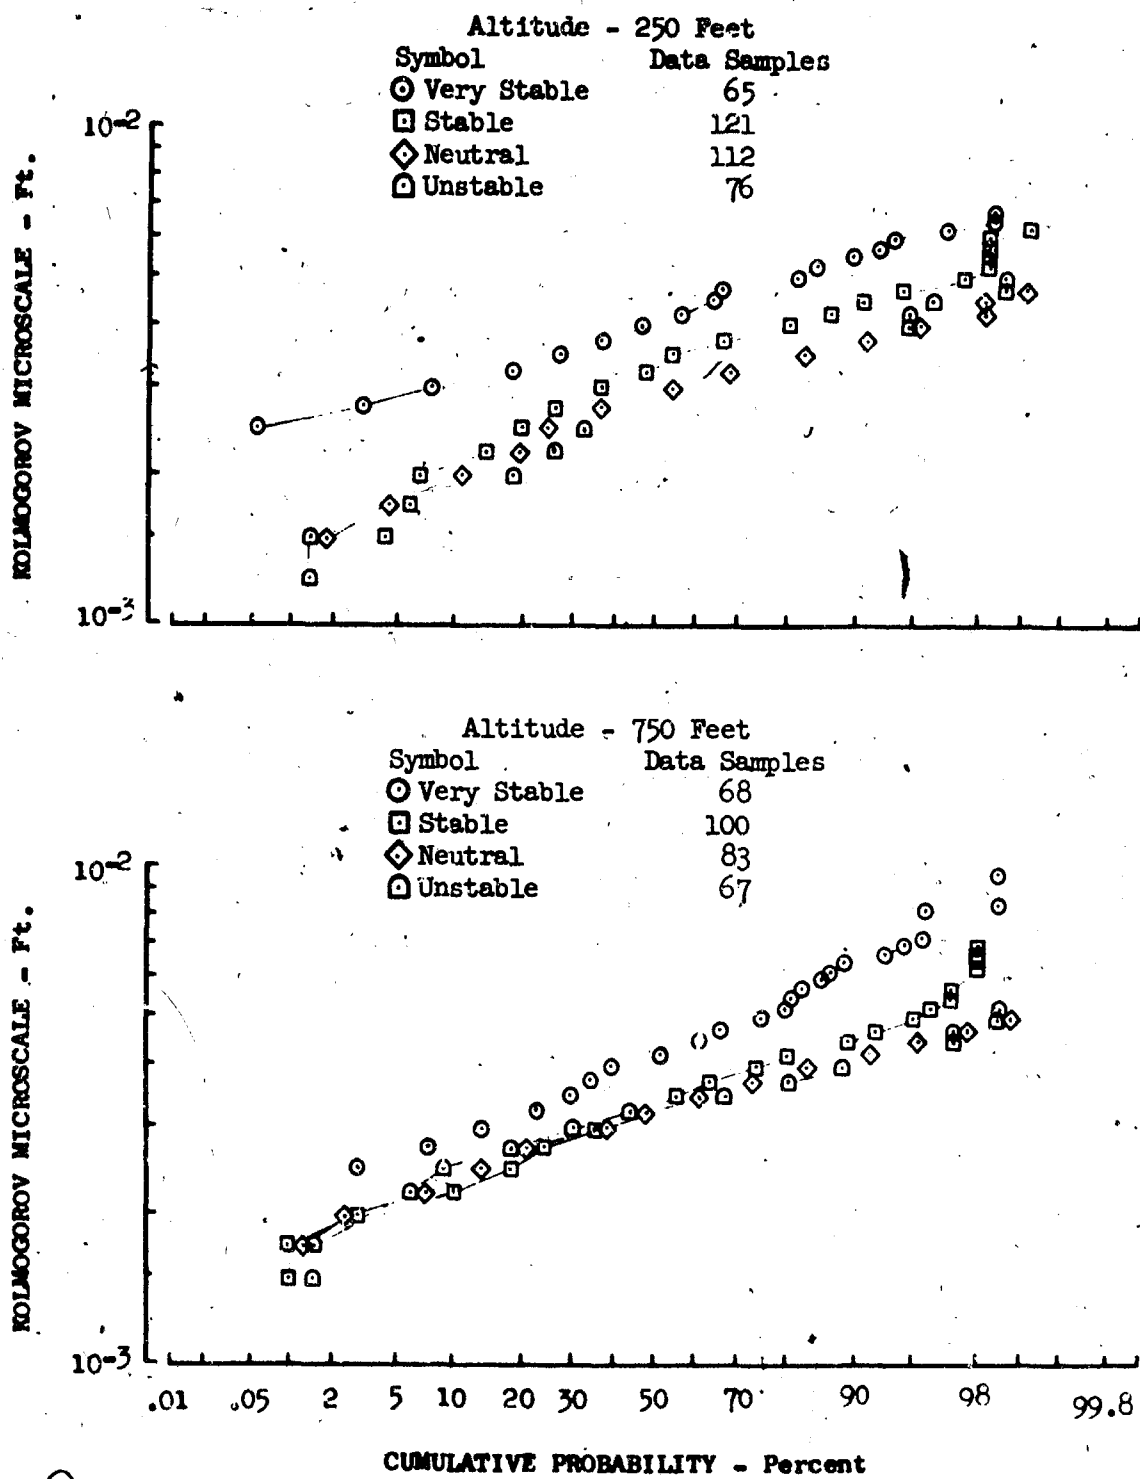 Altitude - 250 Feet
Symbol Data Samples
Very Stable 65
Stable 121
Neutral 112
Unstable 76
10-2
KOLMOGOROV MICROSCALE - Ft.
10-3
Altitude - 750 Feet
Symbol Data Samples
Very Stable 68
Stable 100
Neutral 83
Unstable 67
10-2
KOLMOGOROV MICROSCALE - Ft.
10-3
.01 .05 2 5 10 20 30 50 70 90 98 99.8
CUMULATIVE PROBABILITY - Percent